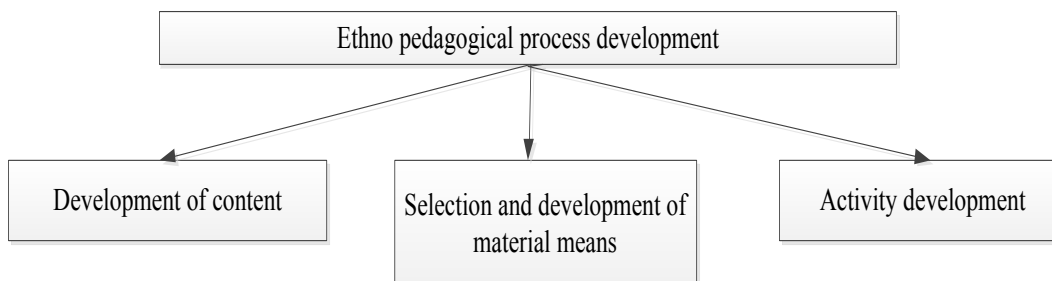 Ethno pedagogical process development
Development of content
Selection and development of
material means
Activity development